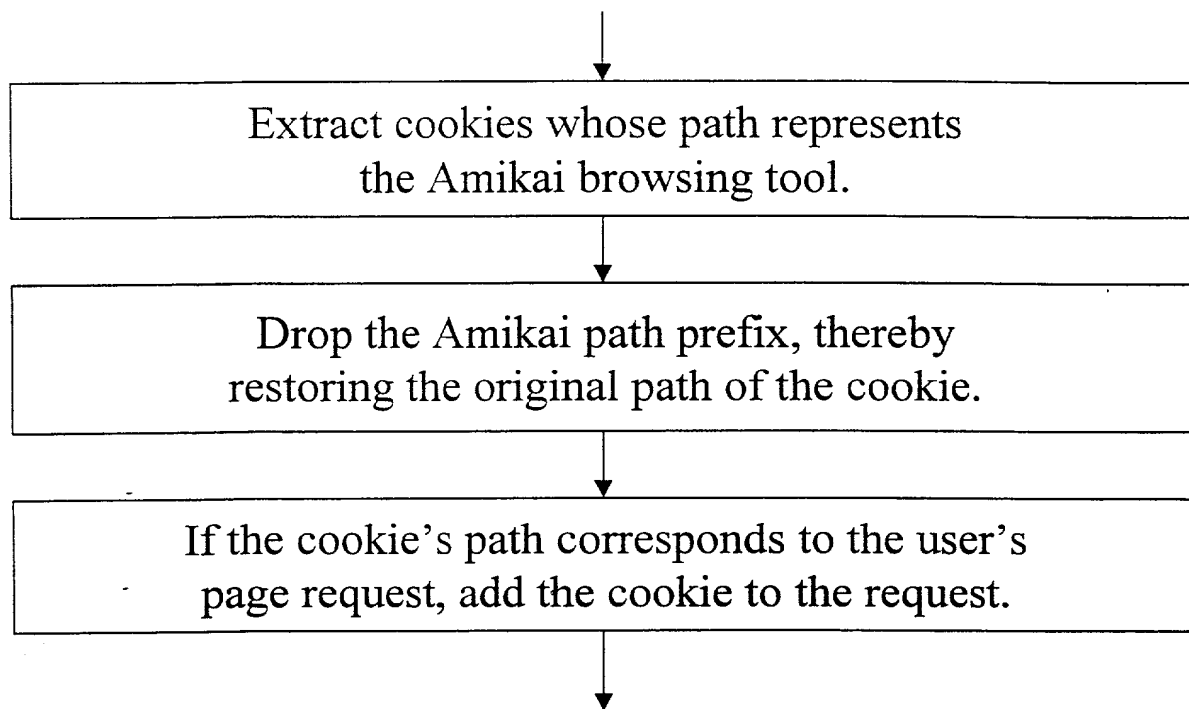 Extract cookies whose path represents
the Amikai browsing tool.
Drop the Amikai path prefix, thereby
restoring the original path of the cookie.
If the cookie’s path corresponds to the user’s
page request, add the cookie to the request.